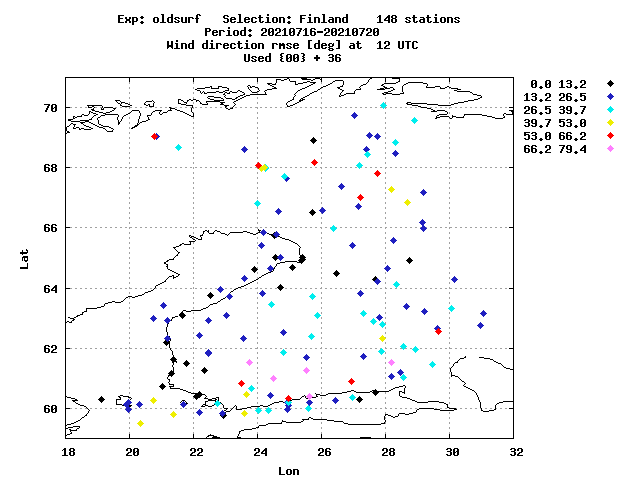 Exp: oldsurf Selection: Finland 148 stations
Period: 20210716-20210720
Wind direction rmse [deg] at 12 UTC
Used {00} + 36
0.0 13.2
13.2 26.5
26.5 39.7
39.7 53.0
53.0 66.2
66.2 79.4
70
68
66
64
62
60
Lat
18 20 22 24 26 28 30 32
Lon